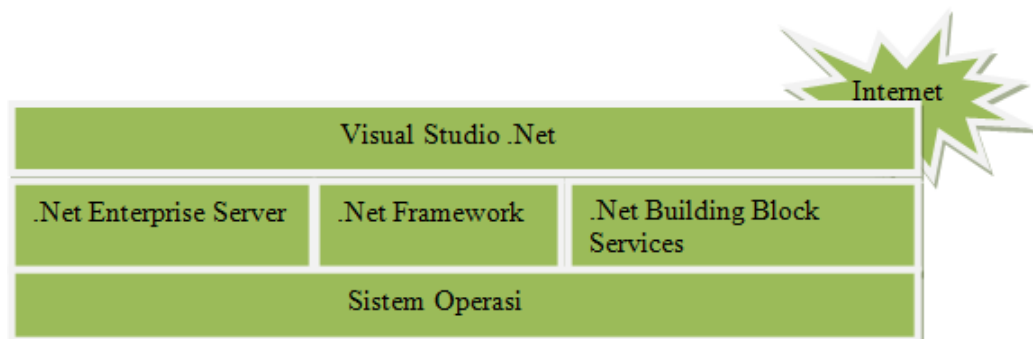 Internet
Visual Studio .Net
.Net Enterprise Server
.Net Framework
.Net Building Block
Services
Sistem Operasi